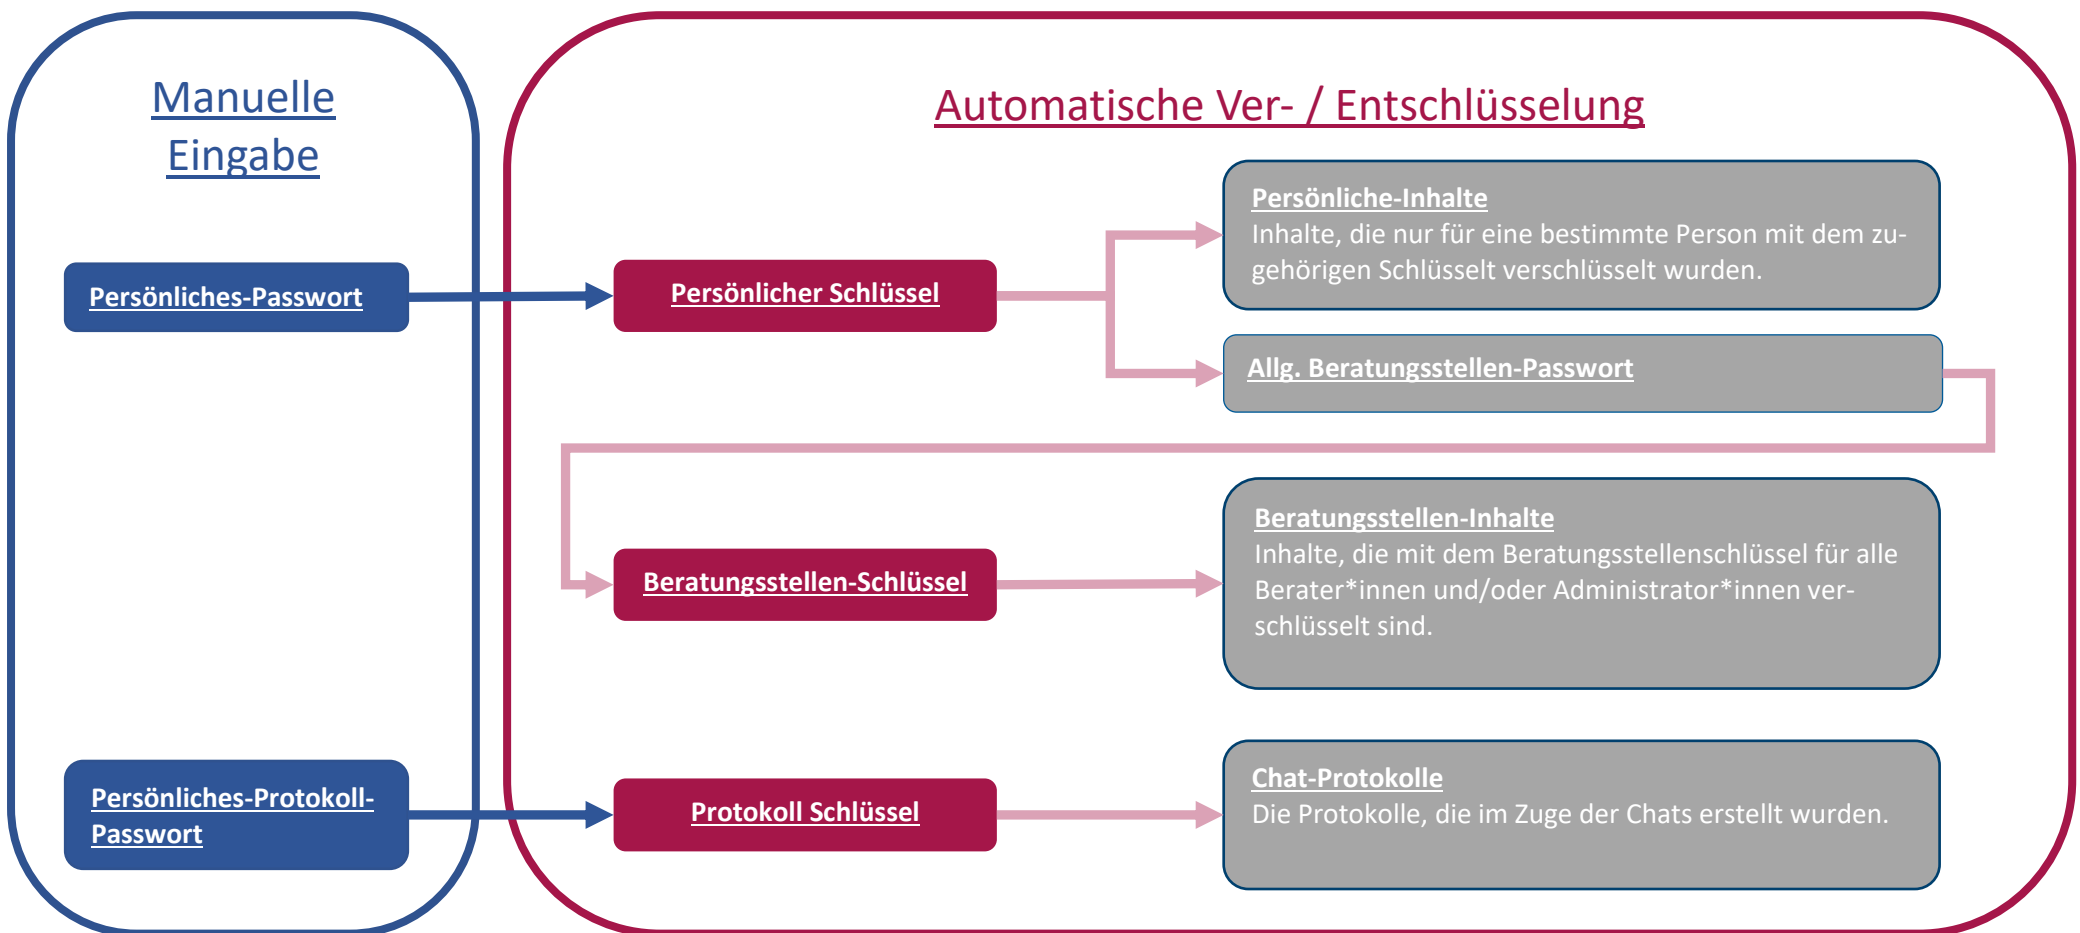 Manuelle
Eingabe
Automatische Ver- / Entschlüsselung
Persönliches-Passwort
Persönlicher Schlüssel
Persönliche-Inhalte
Inhalte, die nur für eine bestimmte Person mit dem zu-
gehörigen Schlüsselt verschlüsselt wurden.
Allg. Beratungsstellen-Passwort
Beratungsstellen-Schlüssel
Beratungsstellen-Inhalte
Inhalte, die mit dem Beratungsstellenschlüssel für alle
Berater*innen und/oder Administrator*innen ver-
schlüsselt sind.
Persönliches-Protokoll-
Passwort
Protokoll Schlüssel
Chat-Protokolle
Die Protokolle, die im Zuge der Chats erstellt wurden.